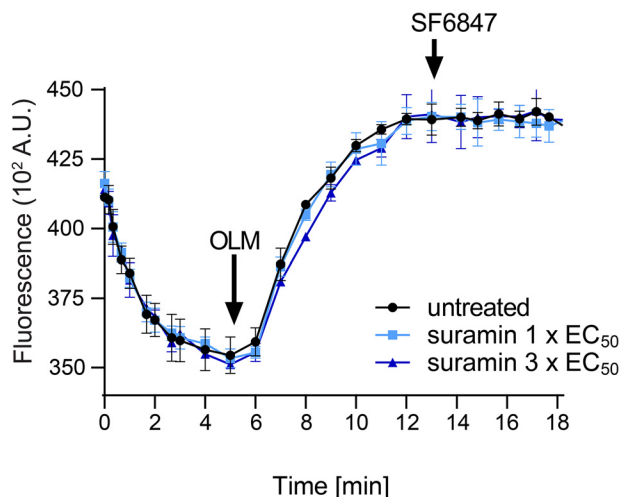 SF6847
450
425
400
375
350
Fluorescence (10² A.U.)
OLM
untreated
suramin 1 x EC₅₀
suramin 3 x EC₅₀
0 2 4 6 8 10 12 14 16 18
Time [min]